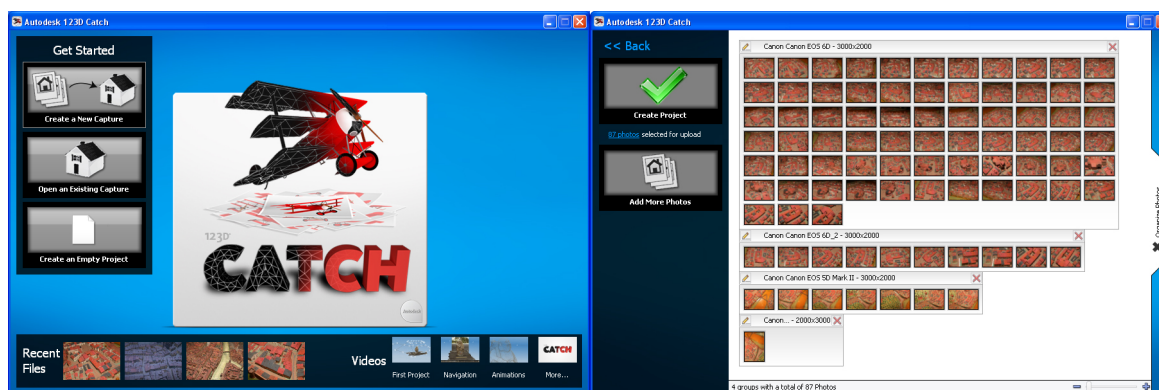 Autodesk 123D Catch
Get Started
Create a New Capture
Open an Existing Capture
Create an Empty Project
123D
CATCH
Recent
Files
Videos
CATCH
First Project
Navigation
Animations
More...
Autodesk 123D Catch
<< Back
Create Project
87 photos selected for upload
Add More Photos
Canon Canon EOS 6D - 3000x2000
Canon Canon EOS 6D_2 - 3000x2000
Canon Canon EOS 5D Mark II - 3000x2000
Canon... - 2000x3000
Organize Photos
4 groups with a total of 87 Photos